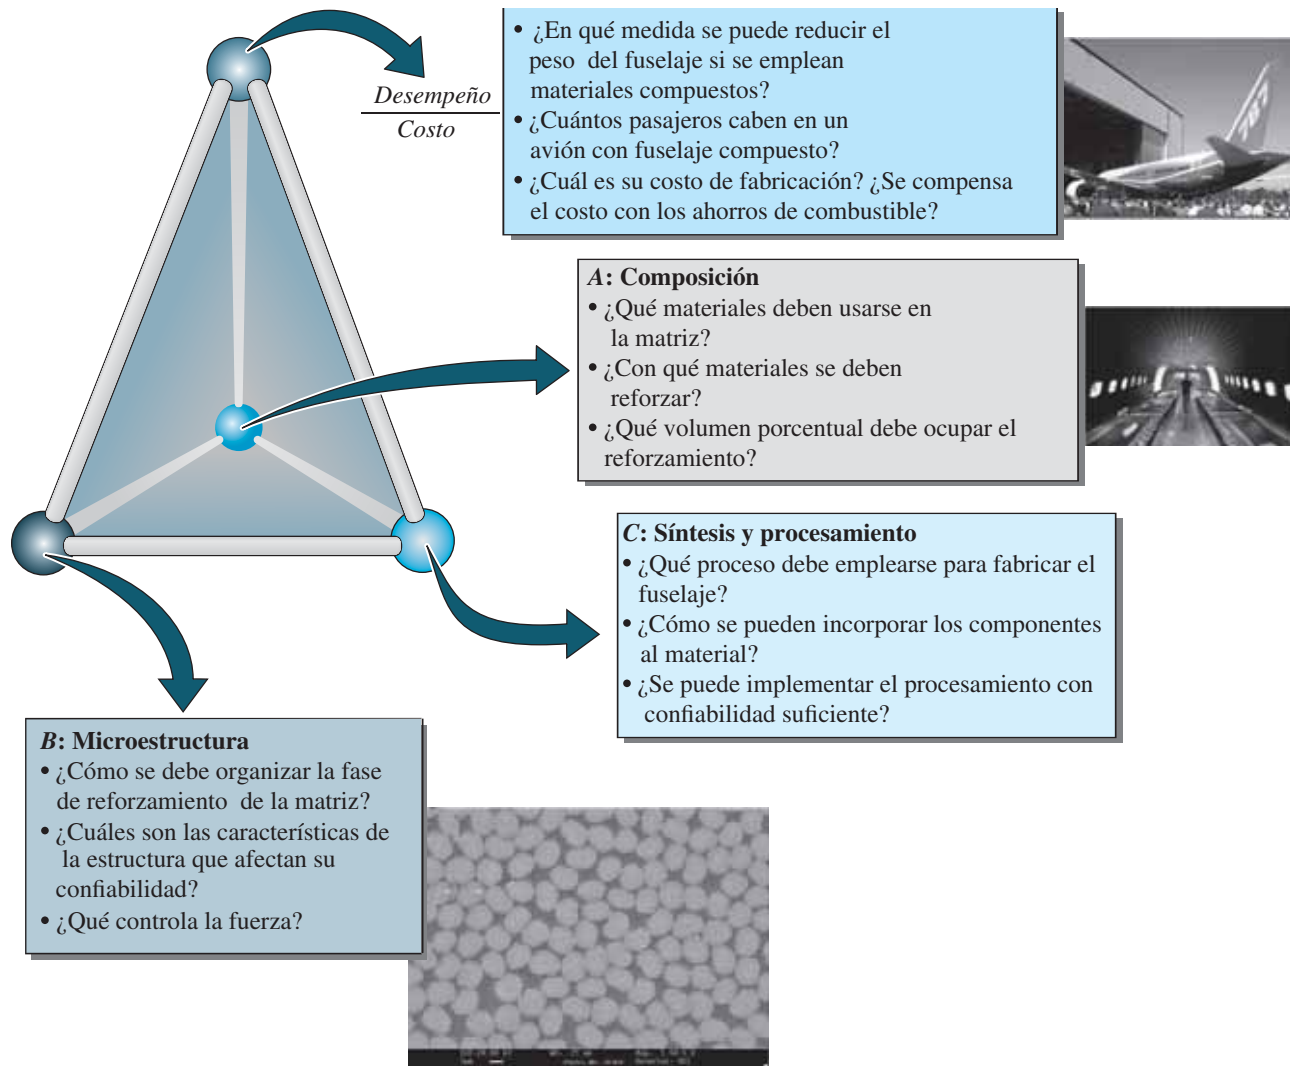 • ¿En qué medida se puede reducir el
peso del fuselaje si se emplean
materiales compuestos?
• ¿Cuántos pasajeros caben en un
avión con fuselaje compuesto?
• ¿Cuál es su costo de fabricación? ¿Se compensa
el costo con los ahorros de combustible?
Desempeño
Costo
787
A: Composición
• ¿Qué materiales deben usarse en
la matriz?
• ¿Con qué materiales se deben
reforzar?
• ¿Qué volumen porcentual debe ocupar el
reforzamiento?
C: Síntesis y procesamiento
• ¿Qué proceso debe emplearse para fabricar el
fuselaje?
• ¿Cómo se pueden incorporar los componentes
al material?
• ¿Se puede implementar el procesamiento con
confiabilidad suficiente?
B: Microestructura
• ¿Cómo se debe organizar la fase
de reforzamiento de la matriz?
• ¿Cuáles son las características de
la estructura que afectan su
confiabilidad?
• ¿Qué controla la fuerza?